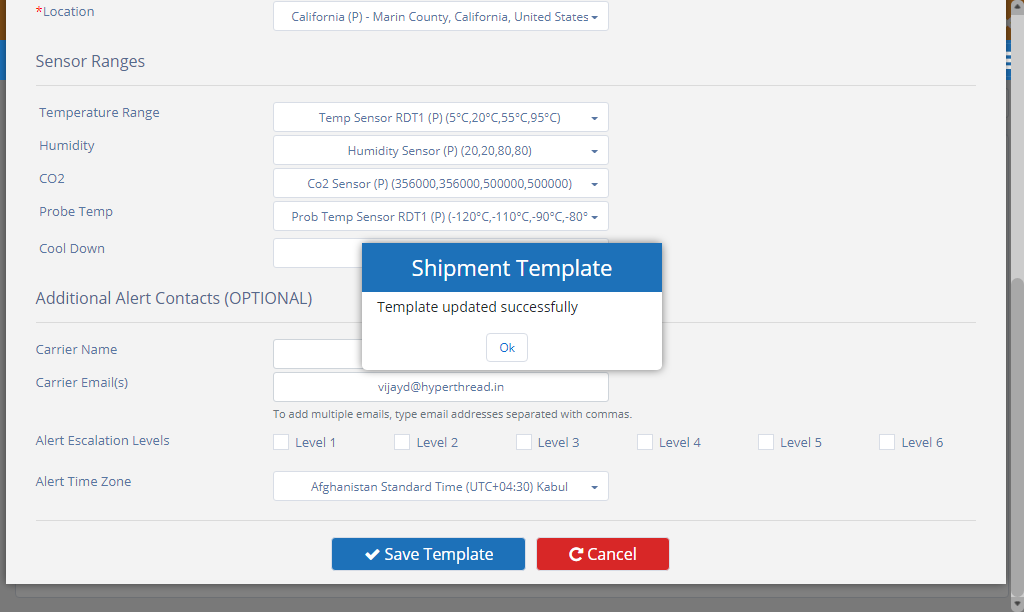 *Location
California (P) - Marin County, California, United States
Sensor Ranges
Temperature Range
Temp Sensor RDT1 (P) (5°C,20°C,55°C,95°C)
Humidity
Humidity Sensor (P) (20,20,80,80)
CO2
Co2 Sensor (P) (356000,356000,500000,500000)
Probe Temp
Prob Temp Sensor RDT1 (P) (-120°C,-110°C,-90°C,-80°
Cool Down
Shipment Template
Template updated successfully
Ok
Additional Alert Contacts (OPTIONAL)
Carrier Name
Carrier Email(s)
vijayd@hyperthread.in
To add multiple emails, type email addresses separated with commas.
Alert Escalation Levels
Level 1 Level 2 Level 3 Level 4 Level 5 Level 6
Alert Time Zone
Afghanistan Standard Time (UTC+04:30) Kabul
Save Template
Cancel